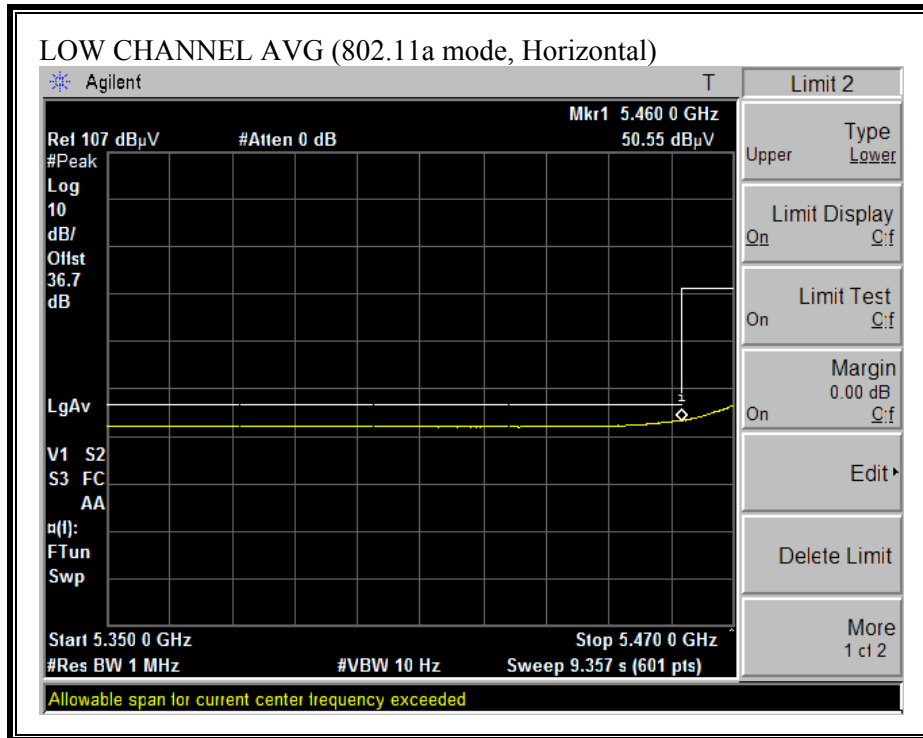 LOW CHANNEL AVG (802.11a mode, Horizontal)
Agilent T
Mkr1 5.460 0 GHz
Ref 107 dBµV #Atten 0 dB 50.55 dBµV
#Peak
Log
10
dB/
Offst
36.7
dB
LgAv
1
V1 S2
S3 FC
AA
¤(f):
FTun
Swp
Start 5.350 0 GHz Stop 5.470 0 GHz ^
#Res BW 1 MHz #VBW 10 Hz Sweep 9.357 s (601 pts)
Allowable span for current center frequency exceeded
Limit 2
Type
Upper Lower
Limit Display
On Off
Limit Test
On Off
Margin
0.00 dB
On Off
Edit
Delete Limit
More
1 of 2